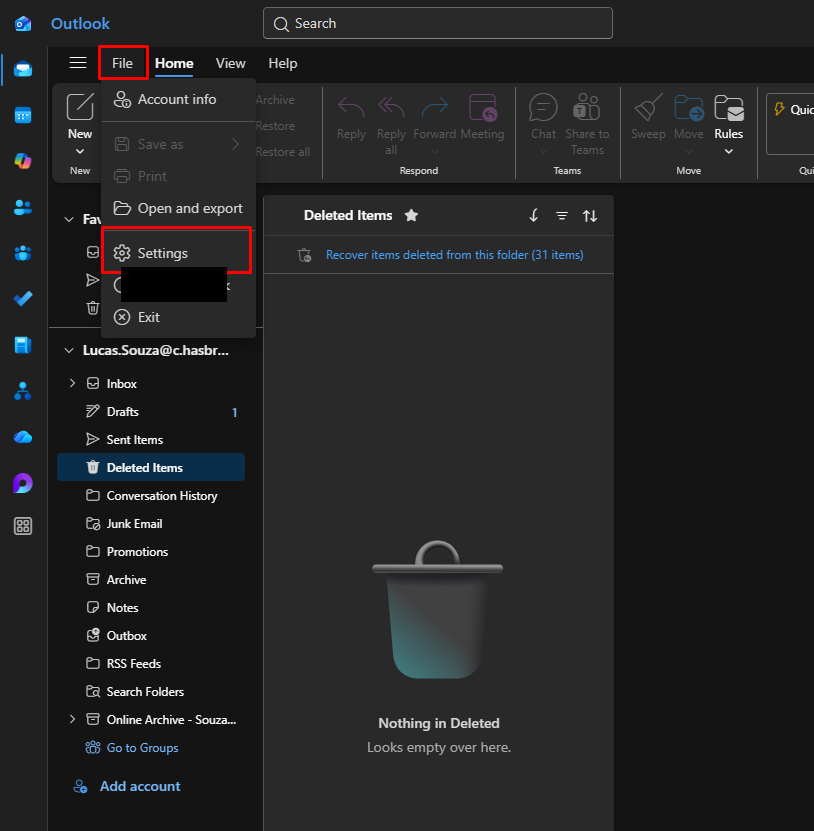 Outlook
Search
File Home View Help
Account info
Save as
Print
Open and export
Settings
k
Exit
New
New
Archive
Restore
Restore all
Reply
Reply all
Forward
Meeting
Respond
Chat
Share to Teams
Teams
Sweep
Move
Rules
Move
Quic
Qui
Fav
Lucas.Souza@c.hasbr...
Inbox
Drafts 1
Sent Items
Deleted Items
Conversation History
Junk Email
Promotions
Archive
Notes
Outbox
RSS Feeds
Search Folders
Online Archive - Souza...
Go to Groups
Add account
Deleted Items
Recover items deleted from this folder (31 items)
Nothing in Deleted
Looks empty over here.